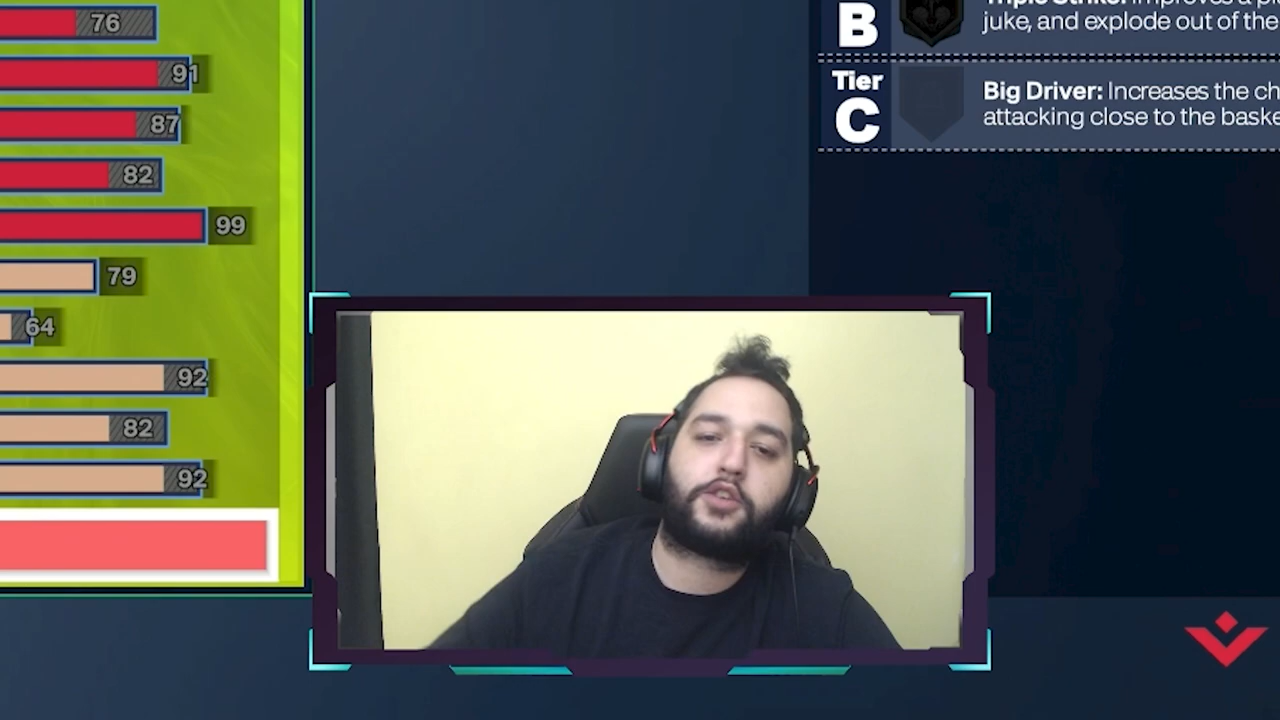 76
91
87
82
99
79
64
92
82
92
B
juke, and explode out of the
Tier
C
Big Driver: Increases the ch
attacking close to the baske